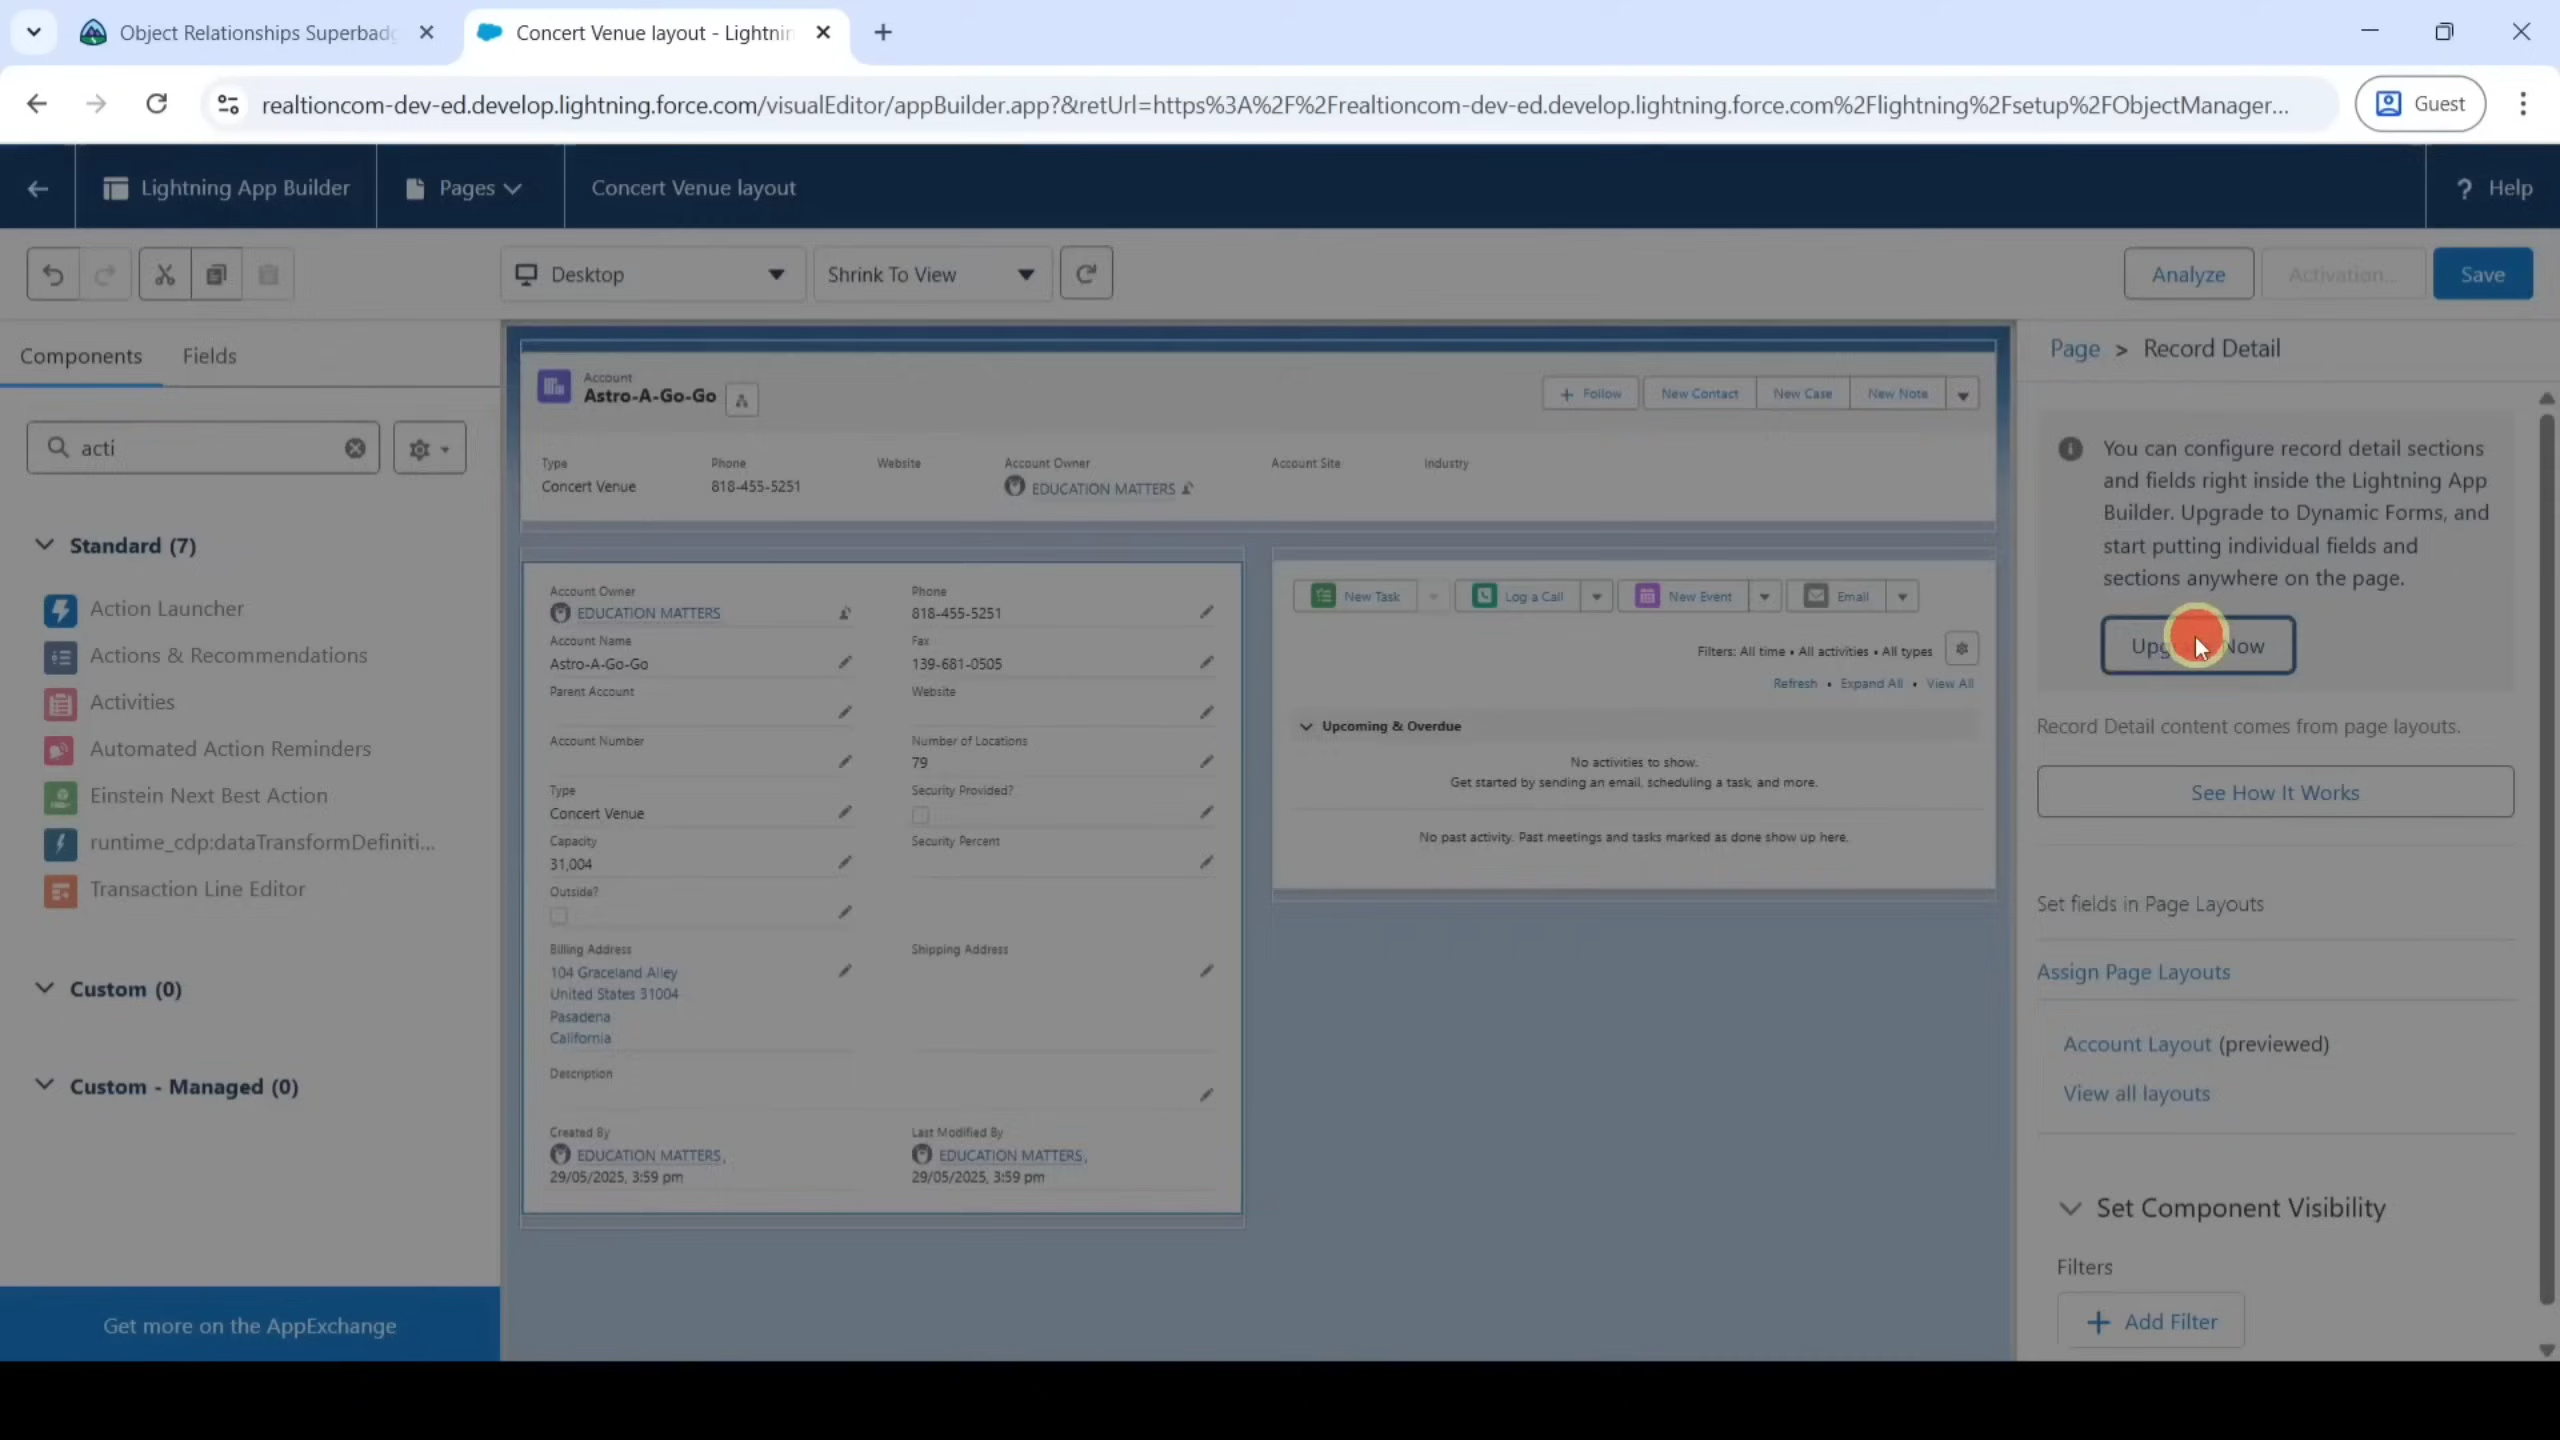 Object Relationships Superbadg
Concert Venue layout - Lightnin
realtioncom-dev-ed.develop.lightning.force.com/visualEditor/appBuilder.app?&retUrl=https%3A%2F%2Frealtioncom-dev-ed.develop.lightning.force.com%2Flightning%2Fsetup%2FObjectManager...
Guest
Lightning App Builder
Pages
Concert Venue layout
? Help
Desktop
Shrink To View
Analyze
Activation...
Save
Components
Fields
acti
Standard (7)
Action Launcher
Actions & Recommendations
Activities
Automated Action Reminders
Einstein Next Best Action
runtime_cdp:dataTransformDefiniti...
Transaction Line Editor
Custom (0)
Custom - Managed (0)
Get more on the AppExchange
Account
Astro-A-Go-Go
+ Follow
New Contact
New Case
New Note
Type
Concert Venue
Phone
818-455-5251
Website
Account Owner
EDUCATION MATTERS
Account Site
Industry
Account Owner
EDUCATION MATTERS
Phone
818-455-5251
Account Name
Astro-A-Go-Go
Fax
139-681-0505
Parent Account
Website
Account Number
Number of Locations
79
Type
Concert Venue
Security Provided?
Capacity
31,004
Security Percent
Outside?
Billing Address
104 Graceland Alley
United States 31004
Pasadena
California
Shipping Address
Description
Created By
EDUCATION MATTERS,
29/05/2025, 3:59 pm
Last Modified By
EDUCATION MATTERS,
29/05/2025, 3:59 pm
New Task
Log a Call
New Event
Email
Filters: All time • All activities • All types
Refresh • Expand All • View All
Upcoming & Overdue
No activities to show.
Get started by sending an email, scheduling a task, and more.
No past activity. Past meetings and tasks marked as done show up here.
Page > Record Detail
You can configure record detail sections
and fields right inside the Lightning App
Builder. Upgrade to Dynamic Forms, and
start putting individual fields and
sections anywhere on the page.
Upgrade Now
Record Detail content comes from page layouts.
See How It Works
Set fields in Page Layouts
Assign Page Layouts
Account Layout (previewed)
View all layouts
Set Component Visibility
Filters
+ Add Filter